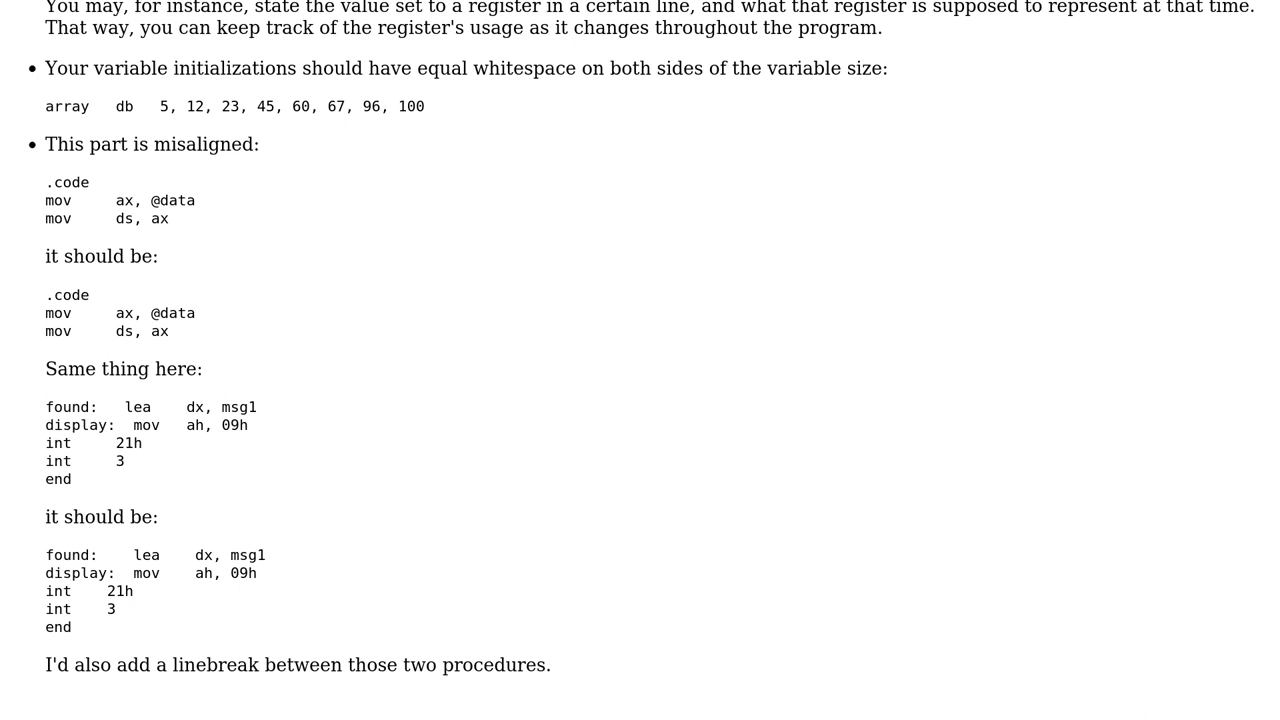 You may, for instance, state the value set to a register in a certain line, and what that register is supposed to represent at that time.
That way, you can keep track of the register's usage as it changes throughout the program.
• Your variable initializations should have equal whitespace on both sides of the variable size:
array   db   5, 12, 23, 45, 60, 67, 96, 100
• This part is misaligned:
.code
mov     ax, @data
mov     ds, ax
it should be:
.code
mov     ax, @data
mov     ds, ax
Same thing here:
found:   lea    dx, msg1
display:  mov   ah, 09h
int     21h
int     3
end
it should be:
found:    lea    dx, msg1
display:  mov    ah, 09h
int    21h
int    3
end
I'd also add a linebreak between those two procedures.